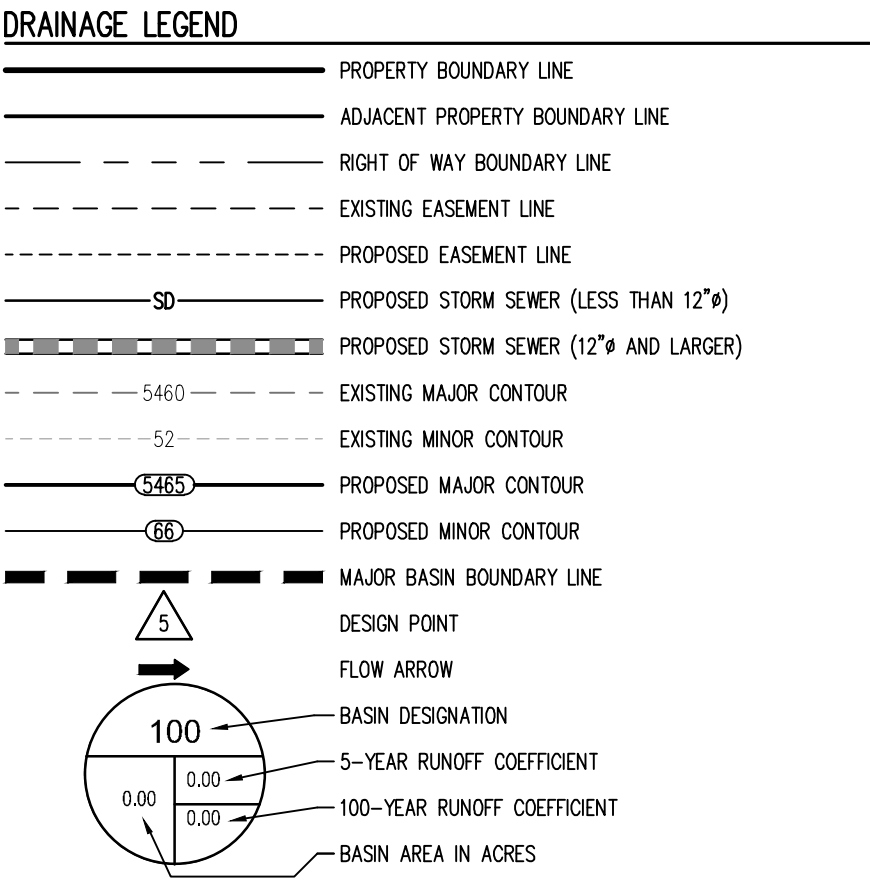 DRAINAGE LEGEND
PROPERTY BOUNDARY LINE
ADJACENT PROPERTY BOUNDARY LINE
RIGHT OF WAY BOUNDARY LINE
EXISTING EASEMENT LINE
PROPOSED EASEMENT LINE
SD PROPOSED STORM SEWER (LESS THAN 12"ø)
PROPOSED STORM SEWER (12"ø AND LARGER)
5460 EXISTING MAJOR CONTOUR
52 EXISTING MINOR CONTOUR
5465 PROPOSED MAJOR CONTOUR
66 PROPOSED MINOR CONTOUR
MAJOR BASIN BOUNDARY LINE
5 DESIGN POINT
FLOW ARROW
100 BASIN DESIGNATION
0.00 5-YEAR RUNOFF COEFFICIENT
0.00 100-YEAR RUNOFF COEFFICIENT
0.00 BASIN AREA IN ACRES